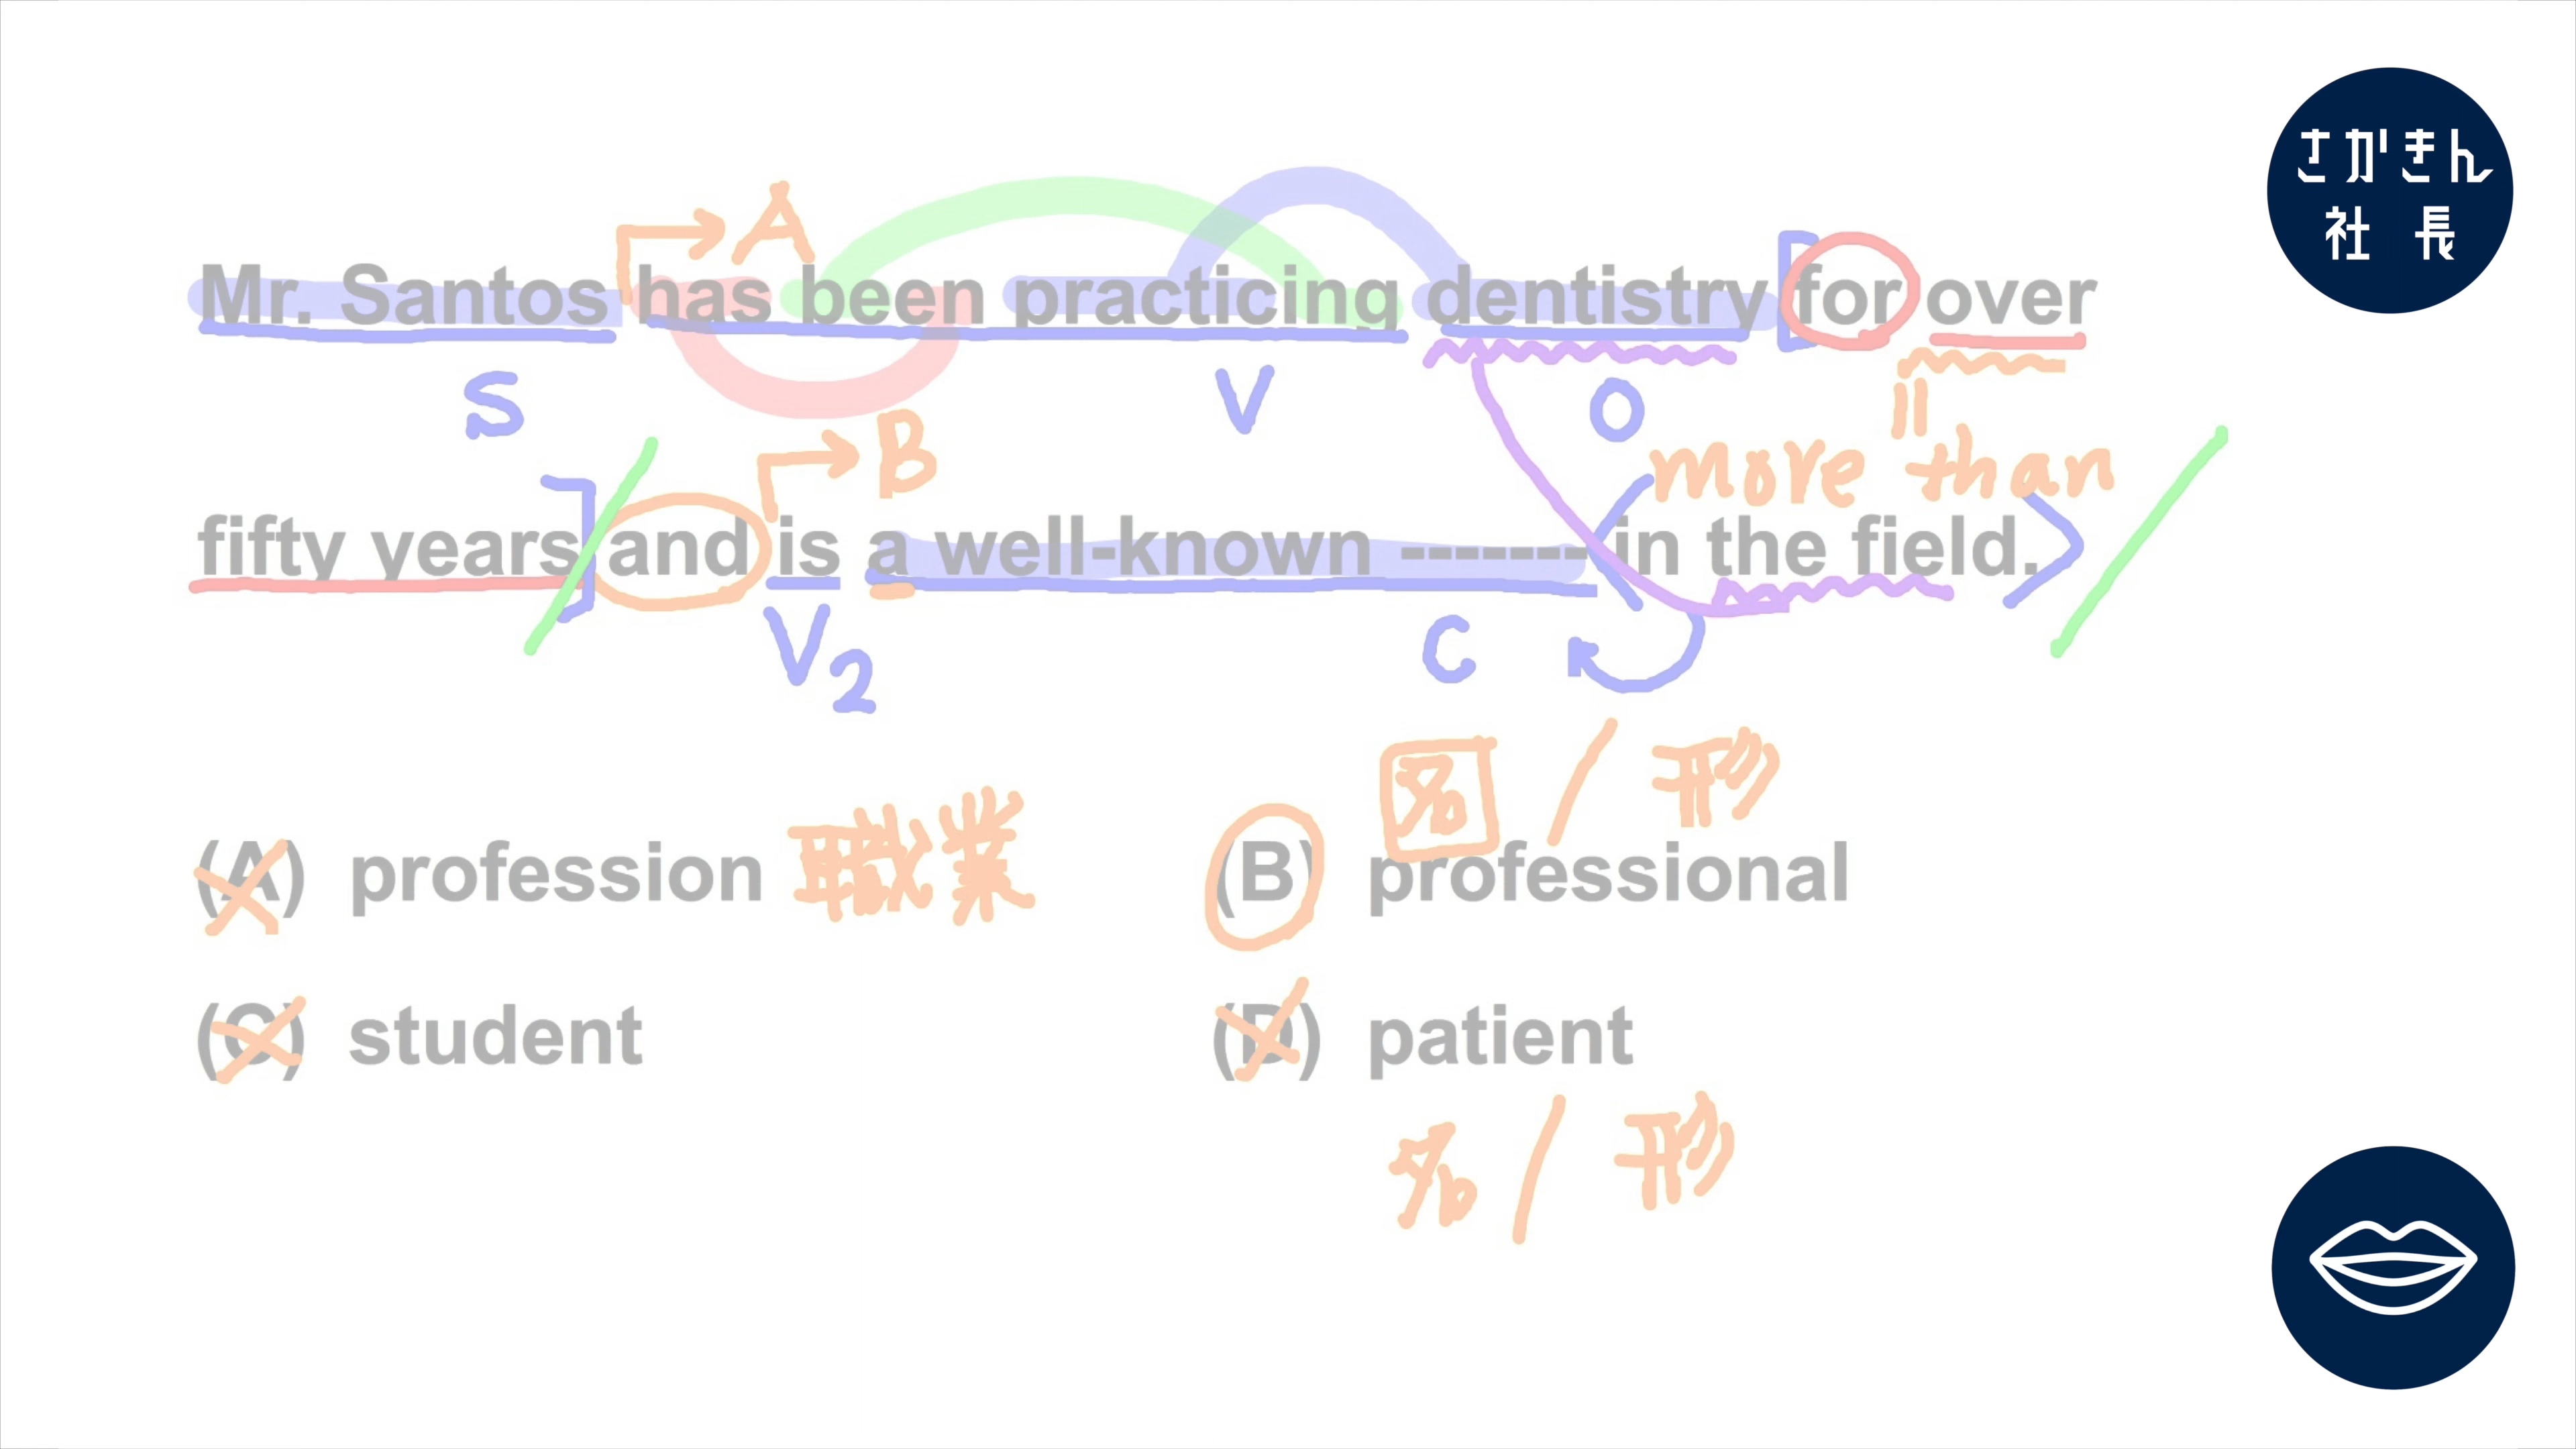 さかきん
社長
A
Mr. Santos has been practicing dentistry for over
S V O
B more than
fifty years and is a well-known ------- in the field.
V2 C
名 / 形
(A) profession 職業 (B) professional
(C) student (D) patient
名 / 形